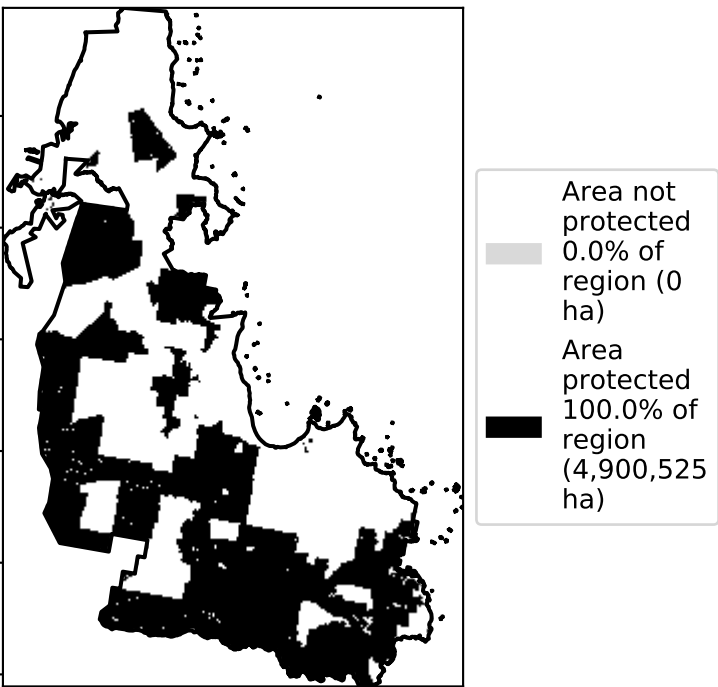 Area not
protected
0.0% of
region (0
ha)
Area
protected
100.0% of
region
(4,900,525
ha)